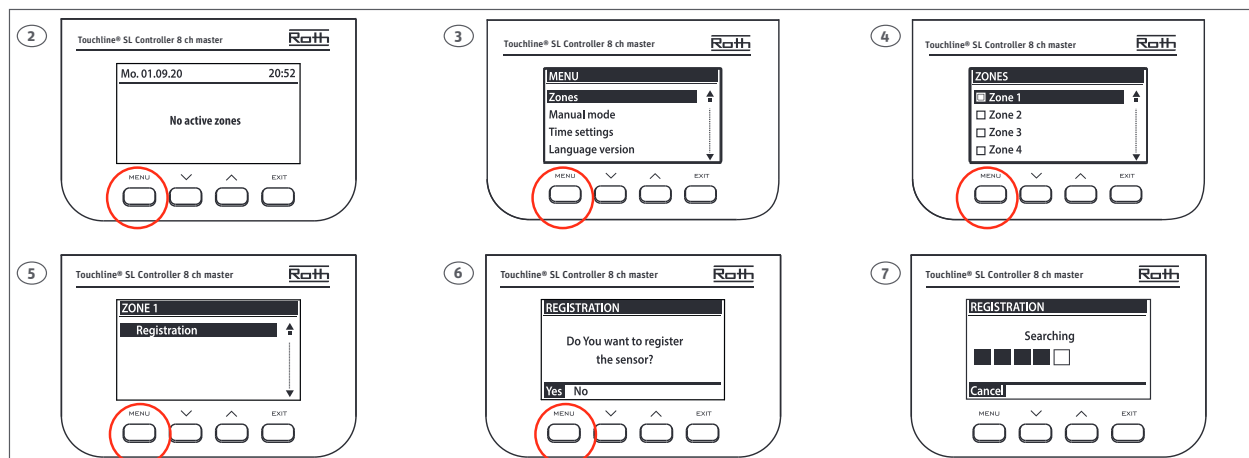 2
Touchline® SL Controller 8 ch master
Roth
Mo. 01.09.20 20:52
No active zones
MENU EXIT
3
Touchline® SL Controller 8 ch master
Roth
MENU
Zones
Manual mode
Time settings
Language version
MENU EXIT
4
Touchline® SL Controller 8 ch master
Roth
ZONES
Zone 1
Zone 2
Zone 3
Zone 4
MENU EXIT
5
Touchline® SL Controller 8 ch master
Roth
ZONE 1
Registration
MENU EXIT
6
Touchline® SL Controller 8 ch master
Roth
REGISTRATION
Do You want to register
the sensor?
Yes No
MENU EXIT
7
Touchline® SL Controller 8 ch master
Roth
REGISTRATION
Searching
Cancel
MENU EXIT